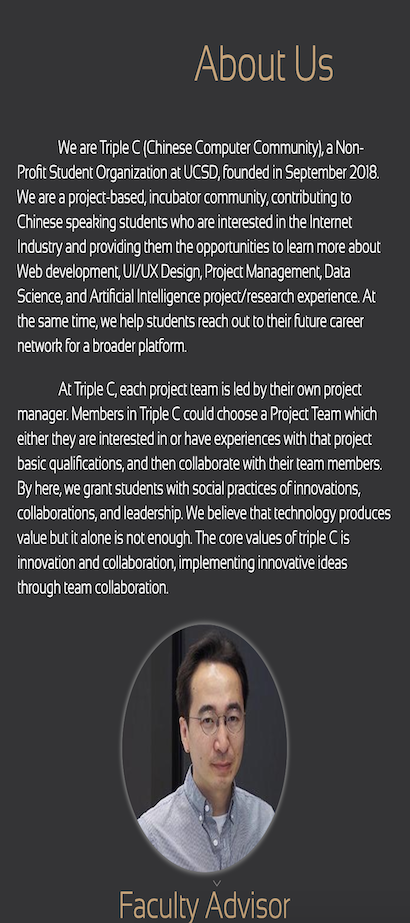 About Us
We are Triple C (Chinese Computer Community), a Non-
Profit Student Organization at UCSD, founded in September 2018.
We are a project-based, incubator community, contributing to
Chinese speaking students who are interested in the Internet
Industry and providing them the opportunities to learn more about
Web development, UI/UX Design, Project Management, Data
Science, and Artificial Intelligence project/research experience. At
the same time, we help students reach out to their future career
network for a broader platform.
At Triple C, each project team is led by their own project
manager. Members in Triple C could choose a Project Team which
either they are interested in or have experiences with that project
basic qualifications, and then collaborate with their team members.
By here, we grant students with social practices of innovations,
collaborations, and leadership. We believe that technology produces
value but it alone is not enough. The core values of triple C is
innovation and collaboration, implementing innovative ideas
through team collaboration.
Faculty Advisor